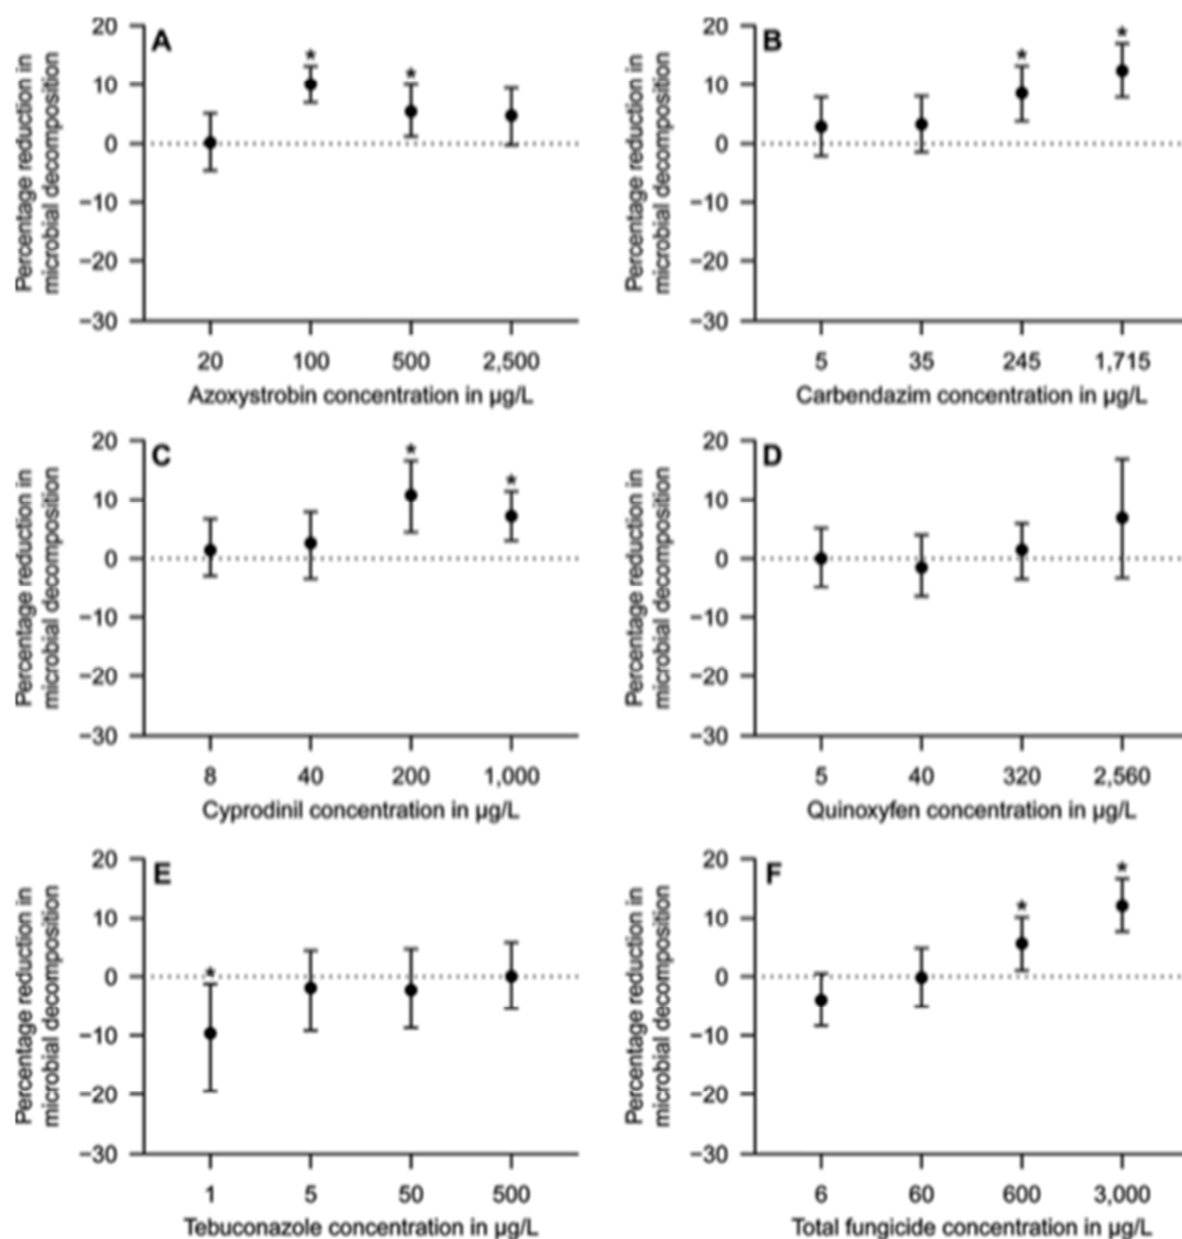 A
Percentage reduction in
microbial decomposition
20
*
*
10
0
−10
−20
−30
20
100
500
2,500
Azoxystrobin concentration in µg/L
B
Percentage reduction in
microbial decomposition
20
*
*
10
0
−10
−20
−30
5
35
245
1,715
Carbendazim concentration in µg/L
C
Percentage reduction in
microbial decomposition
20
*
*
10
0
−10
−20
−30
8
40
200
1,000
Cyprodinil concentration in µg/L
D
Percentage reduction in
microbial decomposition
20
10
0
−10
−20
−30
5
40
320
2,560
Quinoxyfen concentration in µg/L
E
Percentage reduction in
microbial decomposition
20
10
0
*
−10
−20
−30
1
5
50
500
Tebuconazole concentration in µg/L
F
Percentage reduction in
microbial decomposition
20
*
*
10
0
−10
−20
−30
6
60
600
3,000
Total fungicide concentration in µg/L